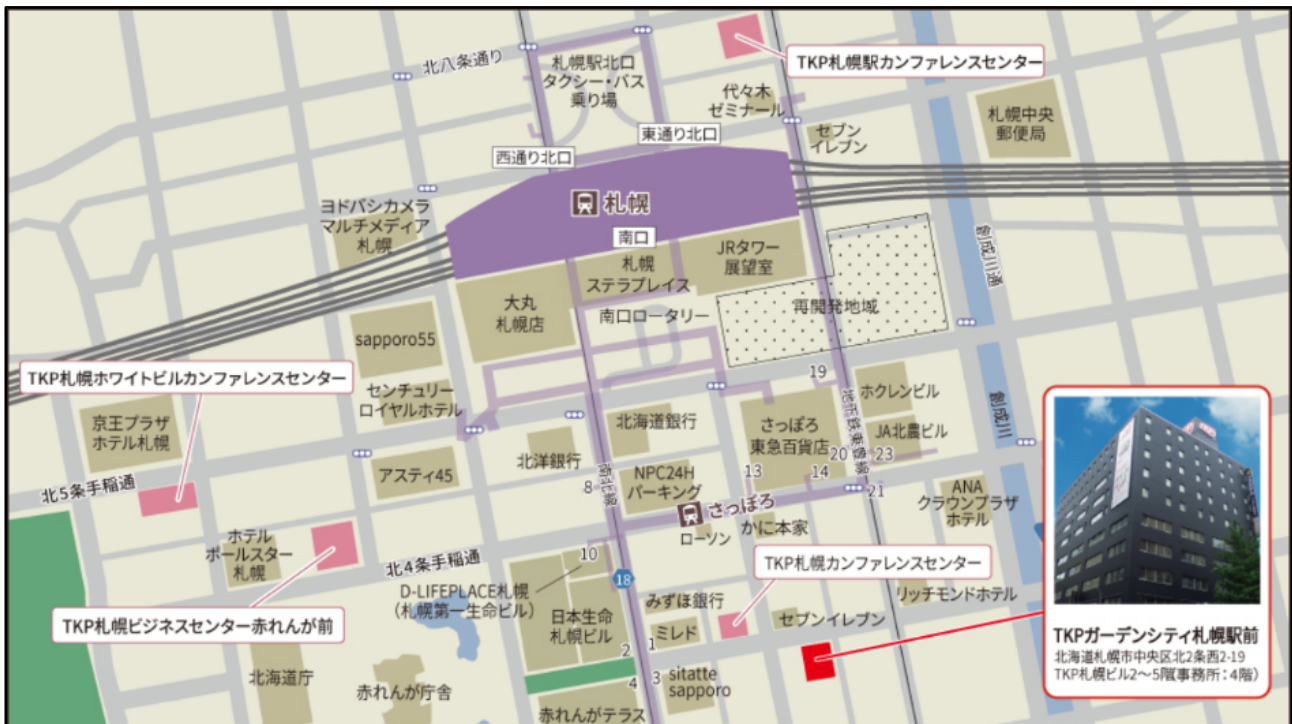 北八条通り
札幌駅北口
タクシー・バス
乗り場
代々木
ゼミナール
TKP札幌駅カンファレンスセンター
札幌中央
郵便局
セブン
イレブン
東通り北口
西通り北口
札幌
南口
ヨドバシカメラ
マルチメディア
札幌
JRタワー
展望室
札幌
ステラプレイス
創成川通
大丸
札幌店
南口ロータリー
再開発地域
sapporo55
TKP札幌ホワイトビルカンファレンスセンター
センチュリー
ロイヤルホテル
19
地下鉄東豊線
ホクレンビル
創成川
京王プラザ
ホテル札幌
北海道銀行
さっぽろ
東急百貨店
JA北農ビル
北洋銀行
南北線
アスティ45
NPC24H
パーキング
20
23
13
14
21
8
北5条手稲通
さっぽろ
ANA
クラウンプラザ
ホテル
ローソン
かに本家
ホテル
ポールスター
札幌
北4条手稲通
10
18
D-LIFEPLACE札幌
(札幌第一生命ビル)
TKP札幌カンファレンスセンター
みずほ銀行
リッチモンドホテル
セブンイレブン
TKP札幌ビジネスセンター赤れんが前
日本生命
札幌ビル
ミレド
1
2
3
4
sitatte
sapporo
北海道庁
赤れんが庁舎
赤れんがテラス
TKPガーデンシティ札幌駅前
北海道札幌市中央区北2条西2-19
TKP札幌ビル2～5階(事務所:4階)